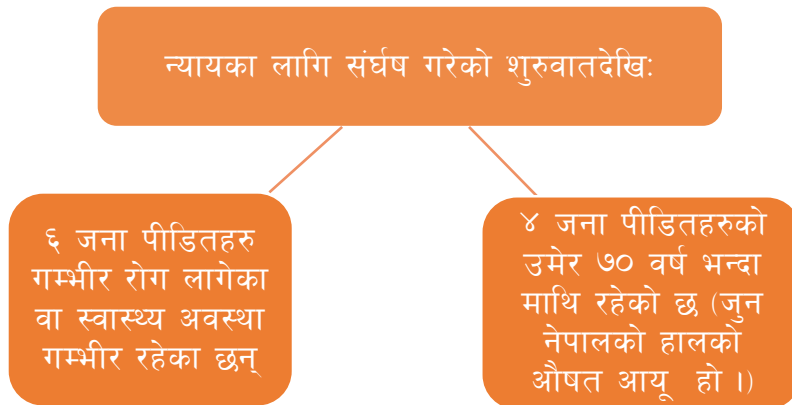 न्यायका लागि संर्घष गरेको शुरुवातदेखिः
६ जना पीडितहरु
गम्भीर रोग लागेका
वा स्वास्थ्य अवस्था
गम्भीर रहेका छन्
४ जना पीडितहरुको
उमेर ७० वर्ष भन्दा
माथि रहेको छ (जुन
नेपालको हालको
औषत आयू हो ।)